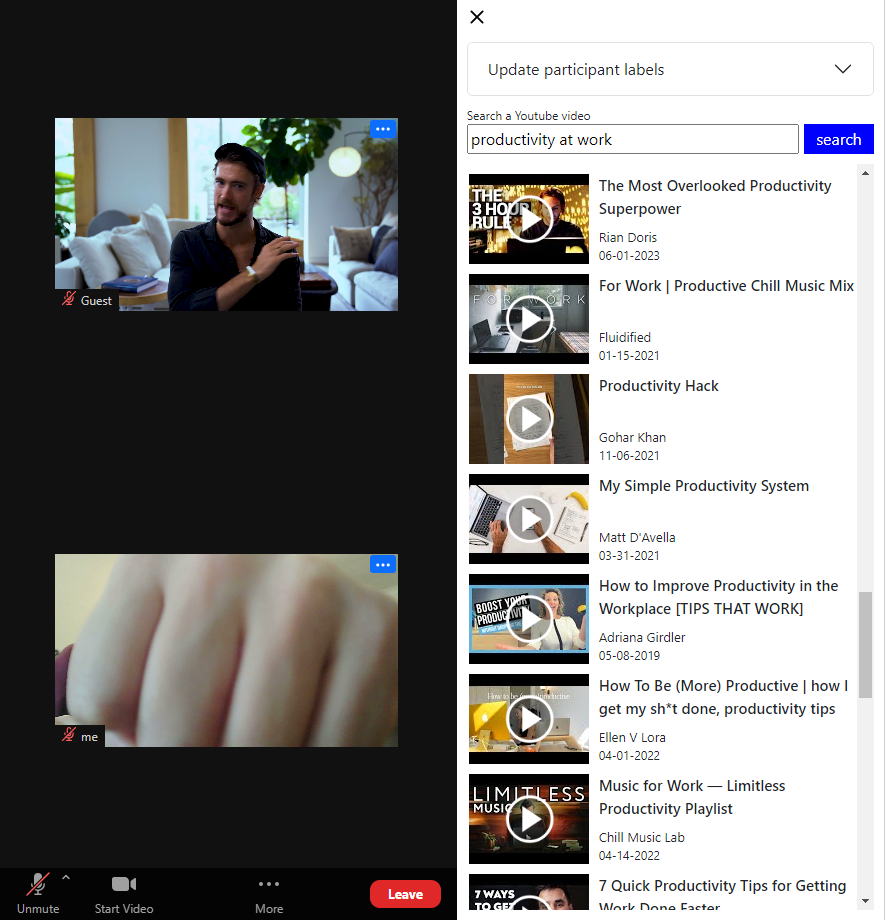 Guest
me
Unmute
Start Video
More
Leave
Update participant labels
Search a Youtube video
productivity at work
search
THE
3 HOUR
RULE
The Most Overlooked Productivity
Superpower
Rian Doris
06-01-2023
FOR WORK
For Work | Productive Chill Music Mix
Fluidified
01-15-2021
Productivity Hack
Gohar Khan
11-06-2021
My Simple Productivity System
Matt D'Avella
03-31-2021
BOOST YOUR
PRODUCTIVITY
How to Improve Productivity in the
Workplace [TIPS THAT WORK]
Adriana Girdler
05-08-2019
How to be
How To Be (More) Productive | how I
get my sh*t done, productivity tips
Ellen V Lora
04-01-2022
LIMITLESS
MUSIC
Music for Work — Limitless
Productivity Playlist
Chill Music Lab
04-14-2022
7 WAYS
TO GET
7 Quick Productivity Tips for Getting
Work Done Faster